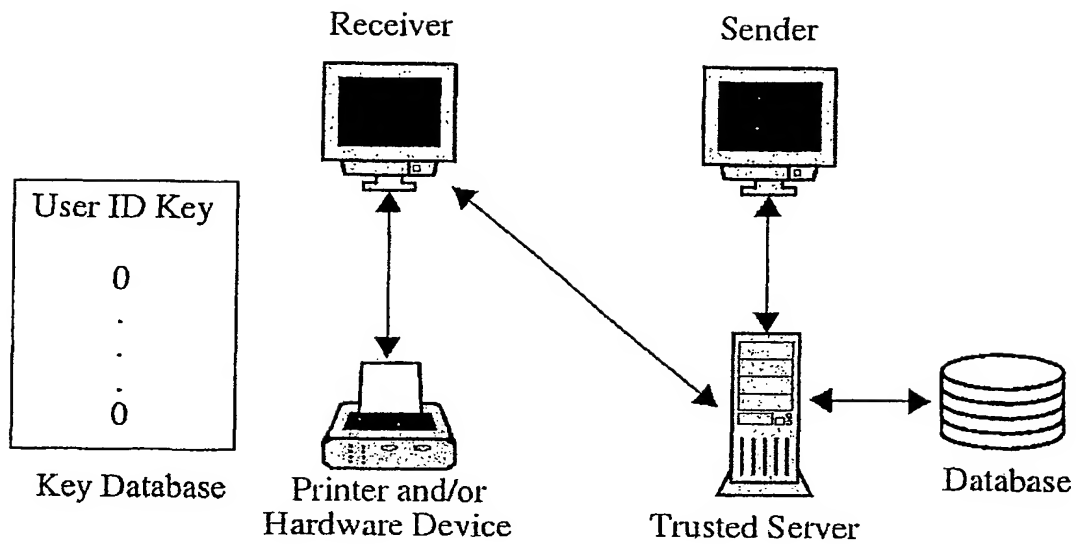 Receiver
Sender
User ID Key
0
.
.
.
0
Key Database
Printer and/or
Hardware Device
Trusted Server
Database